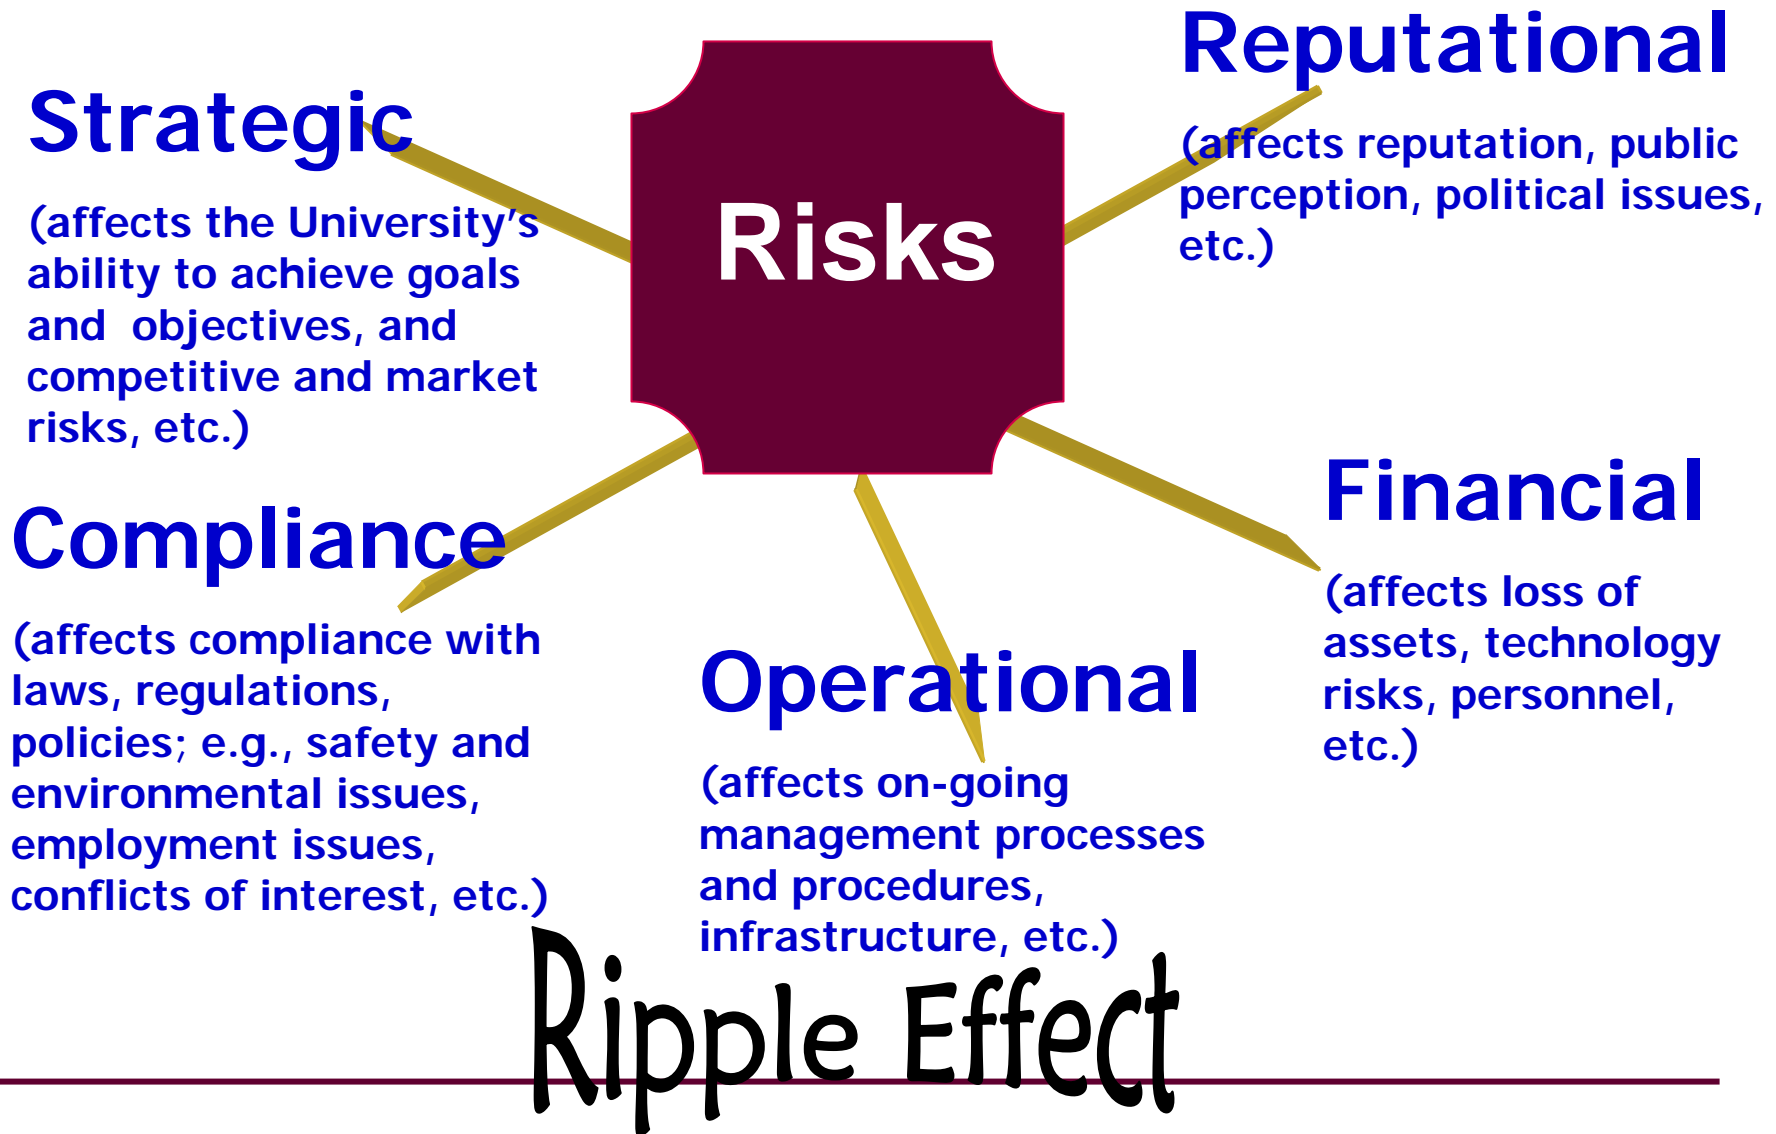 Risks
Strategic
(affects the University’s
ability to achieve goals
and  objectives, and
competitive and market
risks, etc.)
Reputational
(affects reputation, public
perception, political issues,
etc.)
Compliance
(affects compliance with
laws, regulations,
policies; e.g., safety and
environmental issues,
employment issues,
conflicts of interest, etc.)
Operational
(affects on-going
management processes
and procedures,
infrastructure, etc.)
Financial
(affects loss of
assets, technology
risks, personnel,
etc.)
Ripple Effect